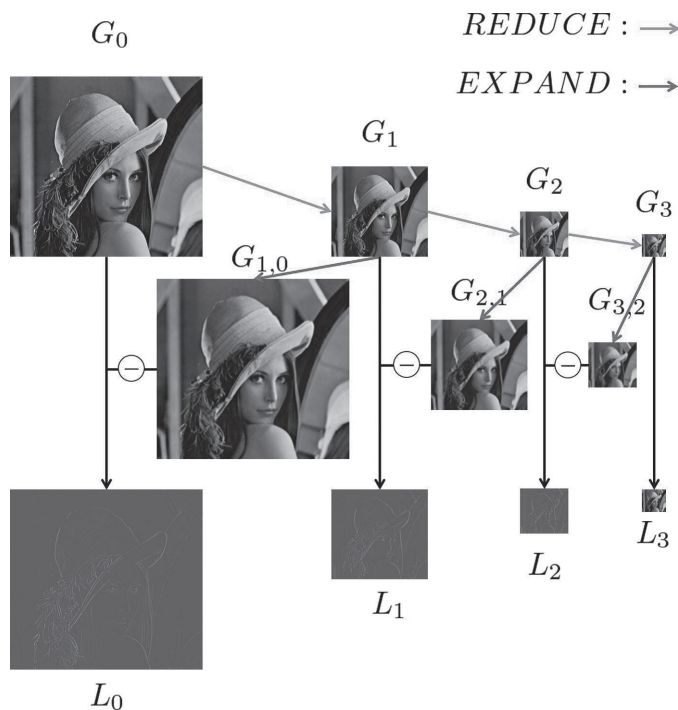 REDUCE :
EXPAND :
G₀
G₁
G₂
G₃
G₁,₀
G₂,₁
G₃,₂
−
−
−
L₀
L₁
L₂
L₃